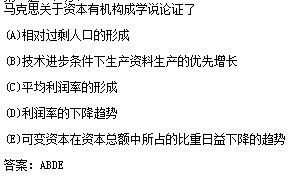 马克思关于资本有机构成学说论证了
(A)相对过剩人口的形成
(B)技术进步条件下生产资料生产的优先增长
(C)平均利润率的形成
(D)利润率的下降趋势
(E)可变资本在资本总额中所占的比重日益下降的趋势
答案：ABDE